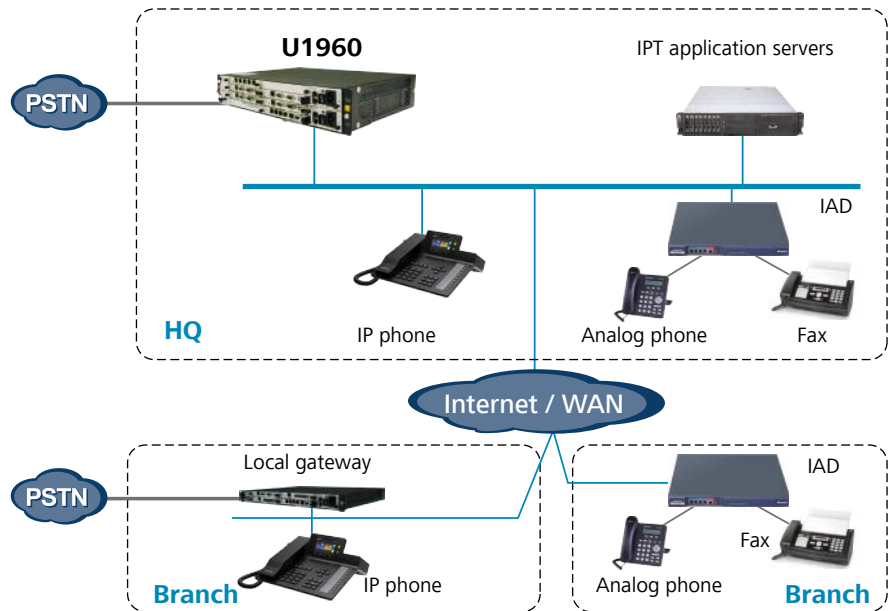 U1960
IPT application servers
PSTN
IAD
IP phone
Analog phone
Fax
HQ
Internet / WAN
Local gateway
IAD
PSTN
Fax
IP phone
Analog phone
Branch
Branch